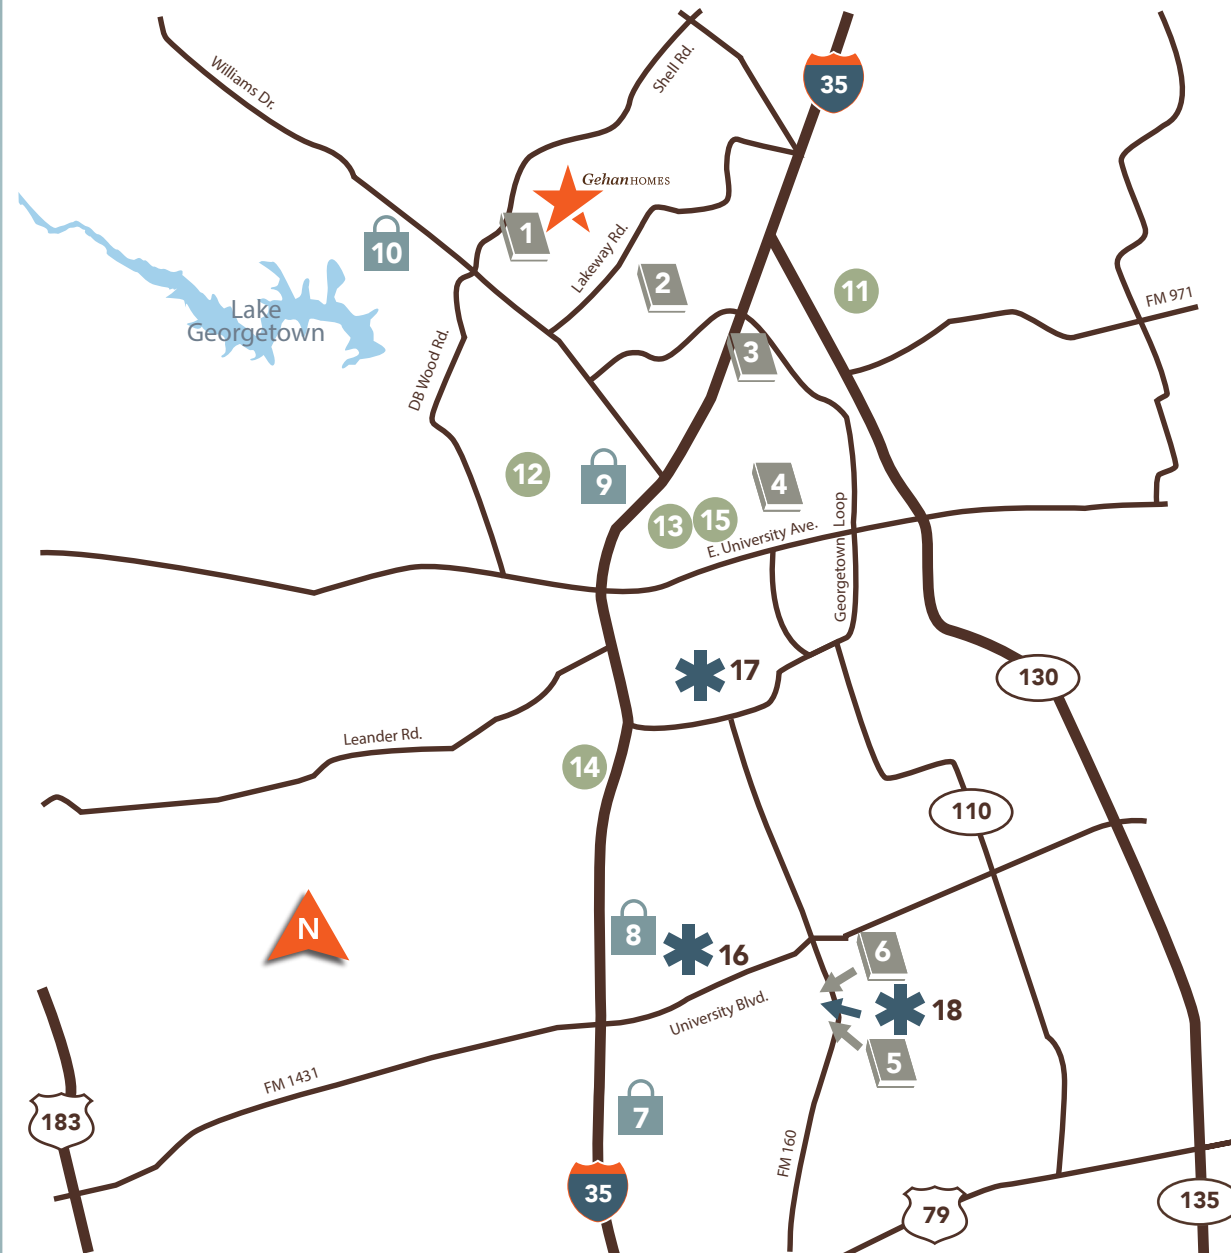 Williams Dr.
Shell Rd.
35
GehanHOMES
1
10
Lakeway Rd.
2
11
FM 971
Lake
Georgetown
DB Wood Rd.
3
12
9
4
13
15
E. University Ave.
Georgetown Loop
17
130
Leander Rd.
14
110
N
8
16
6
University Blvd.
18
5
FM 1431
183
7
FM 160
35
79
135